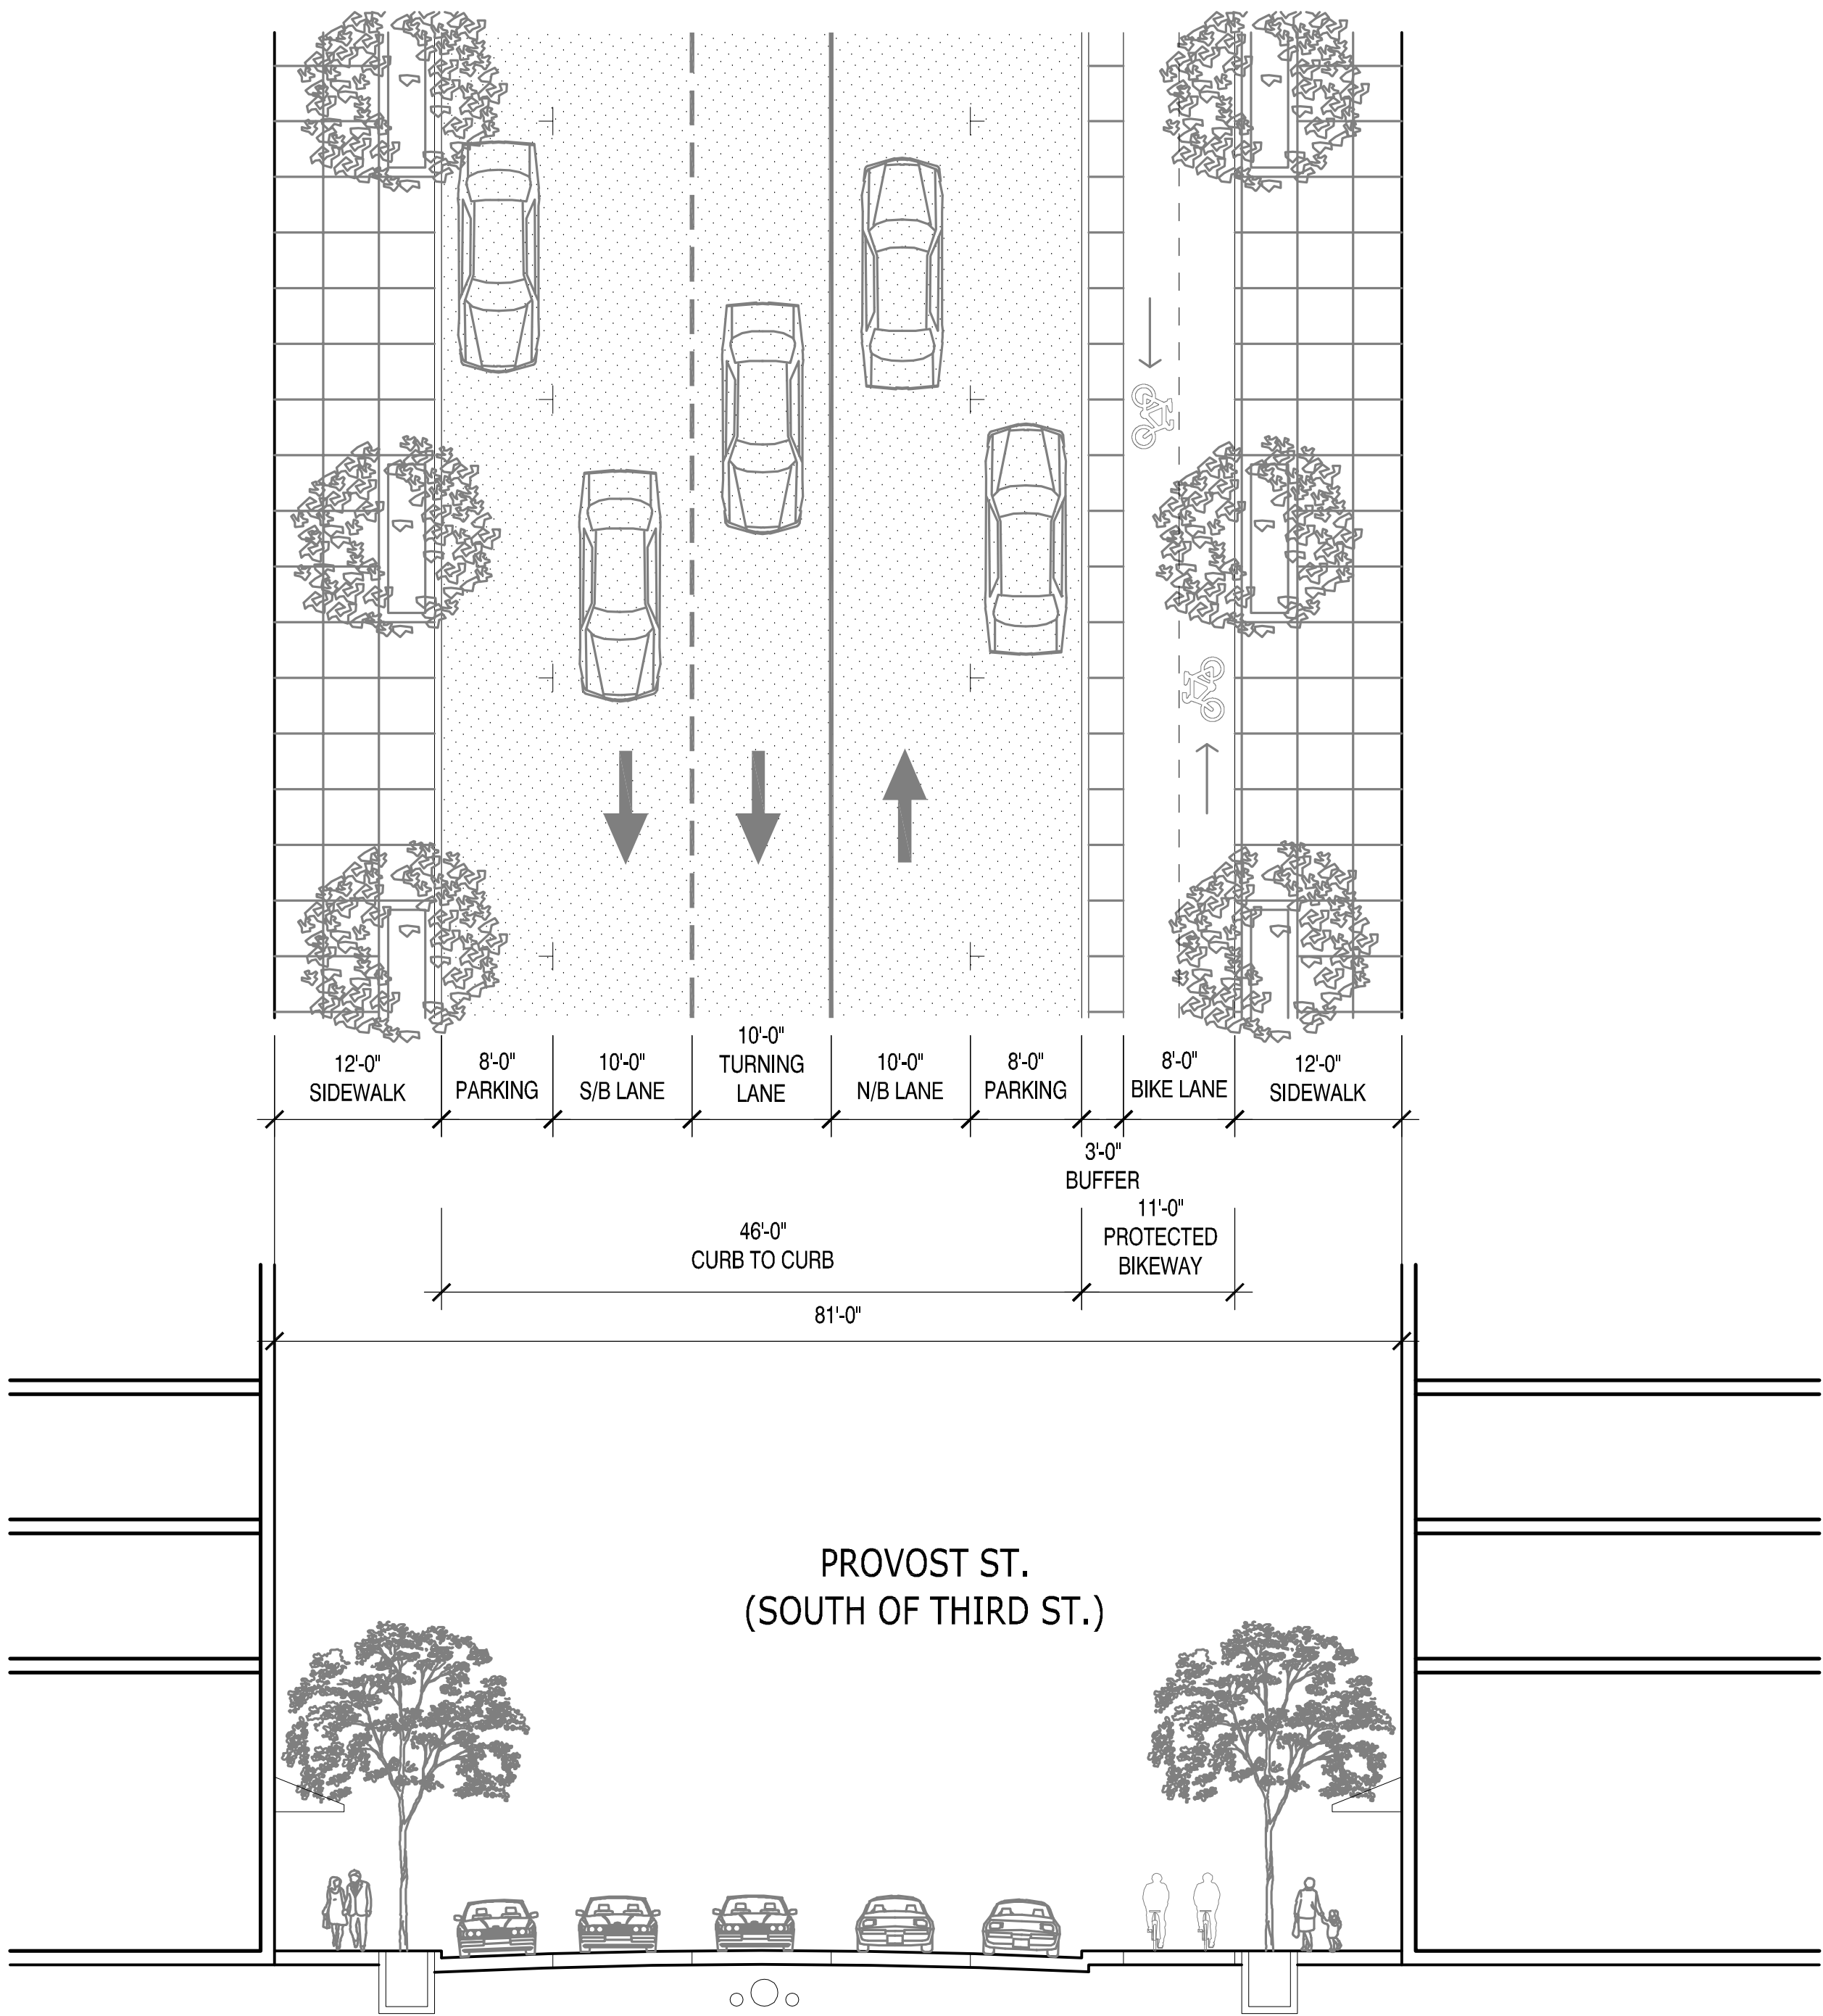 12'-0"
SIDEWALK
8'-0"
PARKING
10'-0"
S/B LANE
10'-0"
TURNING
LANE
10'-0"
N/B LANE
8'-0"
PARKING
8'-0"
BIKE LANE
12'-0"
SIDEWALK
3'-0"
BUFFER
46'-0"
CURB TO CURB
11'-0"
PROTECTED
BIKEWAY
81'-0"
PROVOST ST.
(SOUTH OF THIRD ST.)